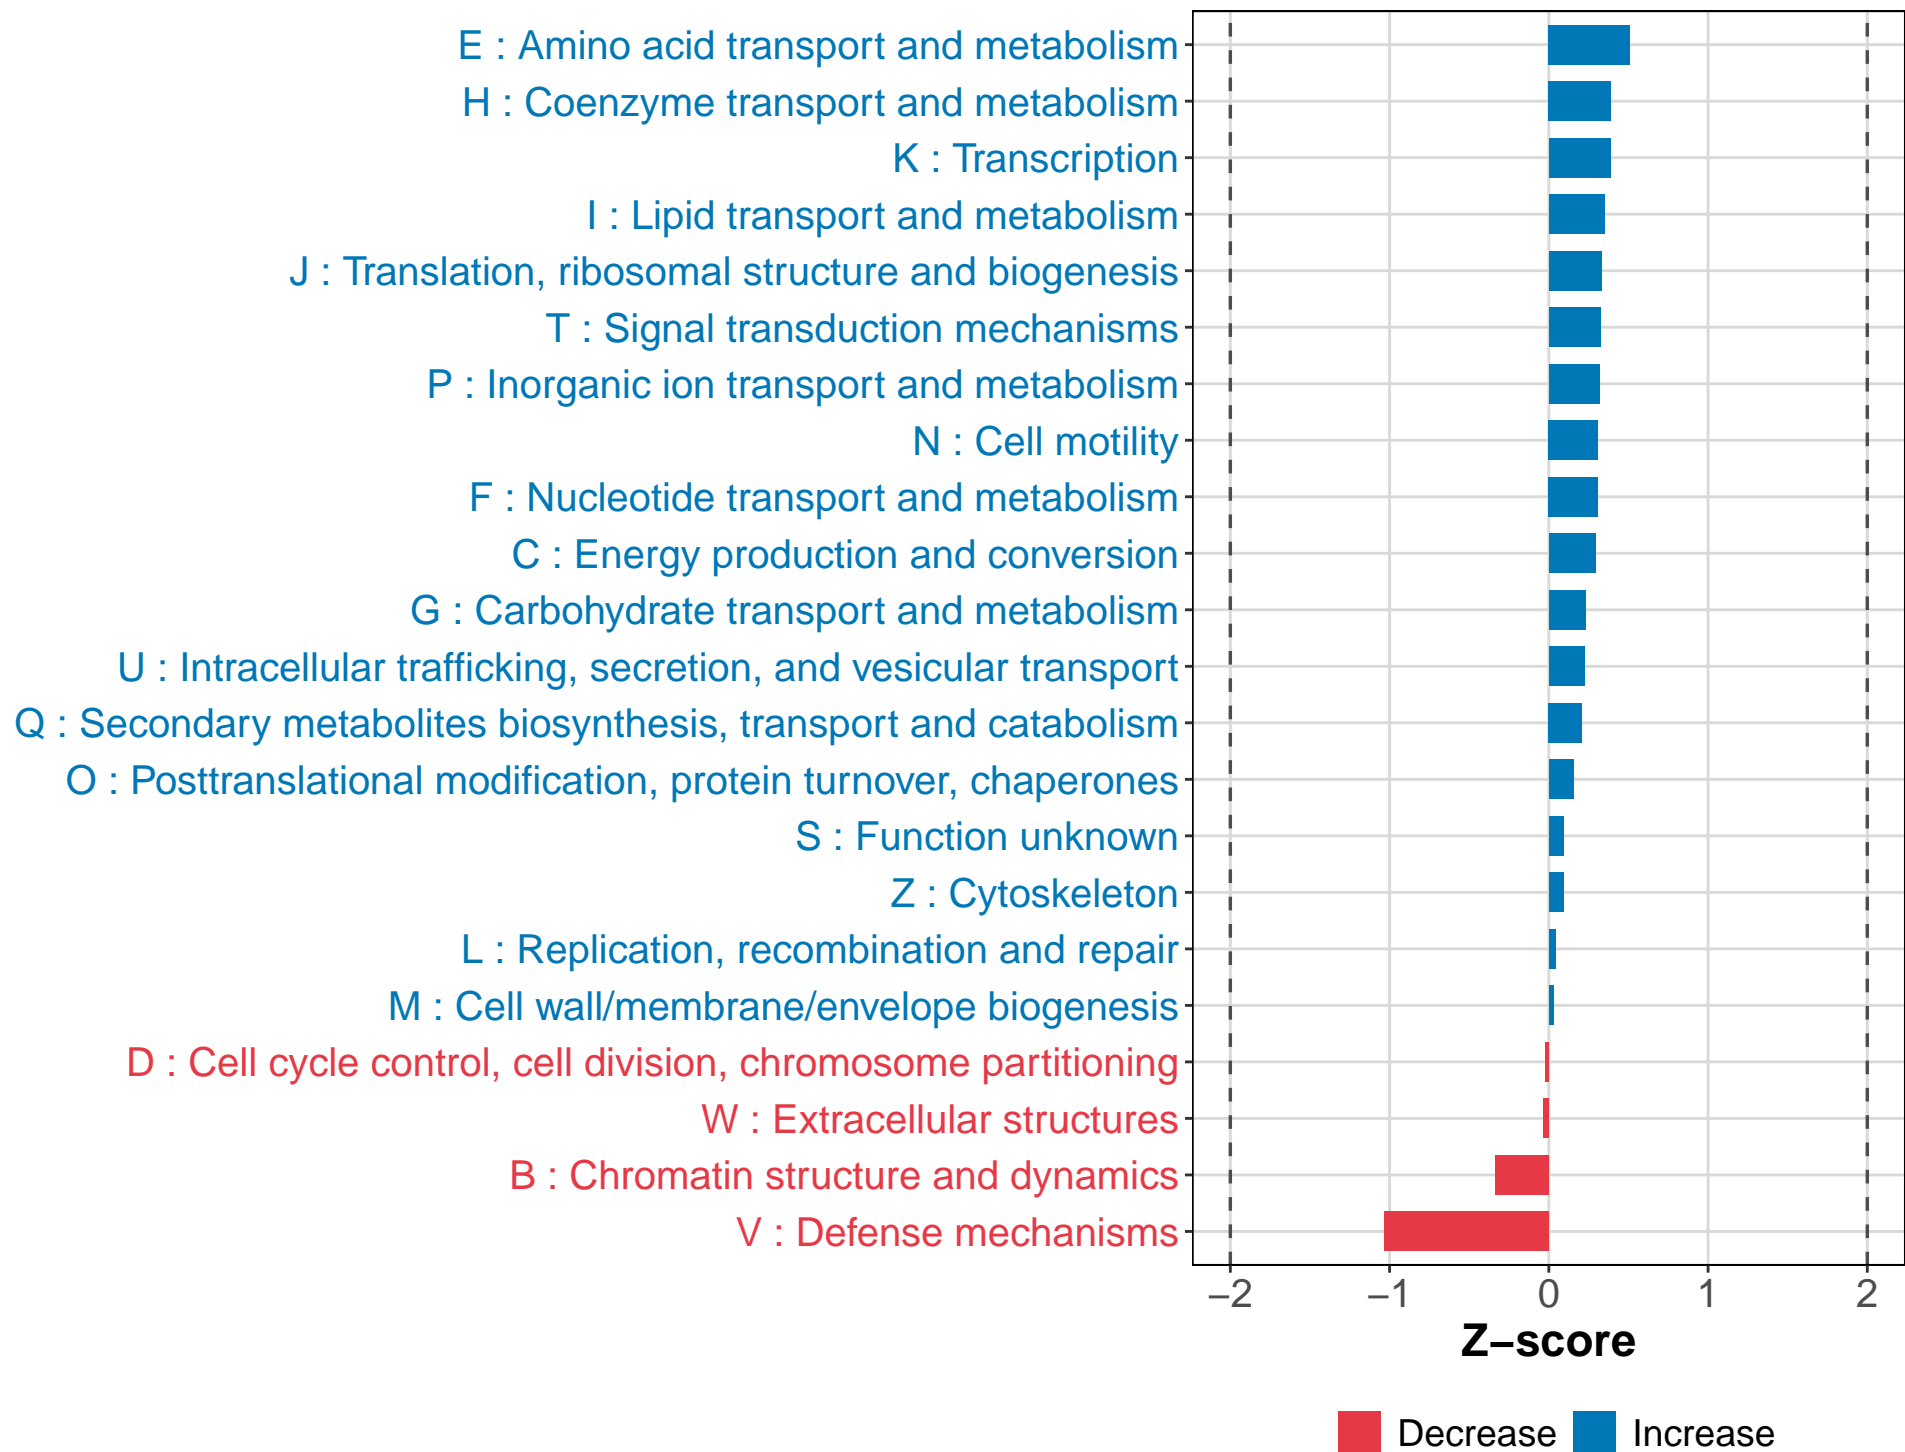 E : Amino acid transport and metabolism
H : Coenzyme transport and metabolism
K : Transcription
I : Lipid transport and metabolism
J : Translation, ribosomal structure and biogenesis
T : Signal transduction mechanisms
P : Inorganic ion transport and metabolism
N : Cell motility
F : Nucleotide transport and metabolism
C : Energy production and conversion
G : Carbohydrate transport and metabolism
U : Intracellular trafficking, secretion, and vesicular transport
Q : Secondary metabolites biosynthesis, transport and catabolism
O : Posttranslational modification, protein turnover, chaperones
S : Function unknown
Z : Cytoskeleton
L : Replication, recombination and repair
M : Cell wall/membrane/envelope biogenesis
D : Cell cycle control, cell division, chromosome partitioning
W : Extracellular structures
B : Chromatin structure and dynamics
V : Defense mechanisms
−2 −1 0 1 2
Z−score
Decrease Increase